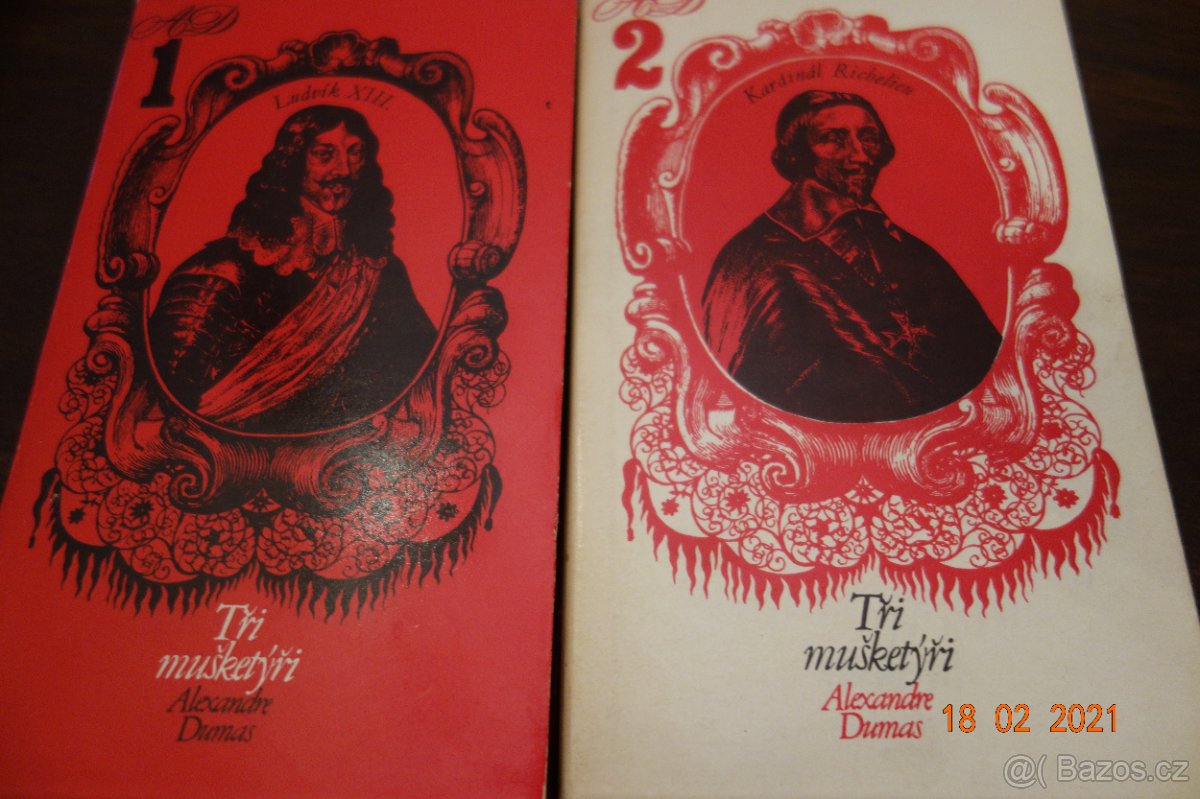 AD
1
Ludvík XIII.
Tři
mušketýři
Alexandre
Dumas
AD
2
Kardinál Richelieu
Tři
mušketýři
Alexandre
Dumas
18 02 2021
@( Bazos.cz